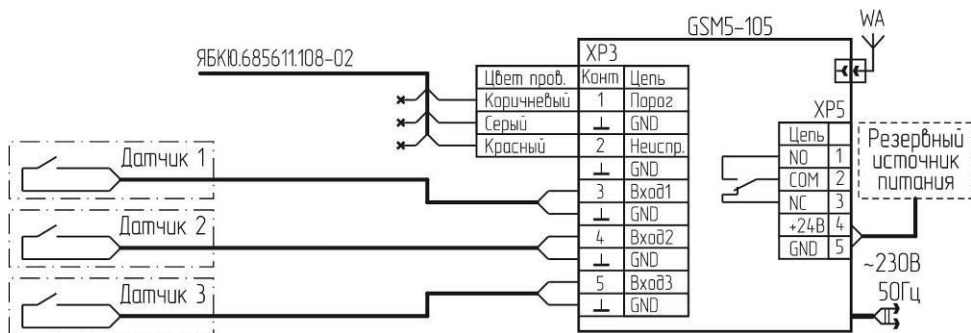 GSM5-105
WA
ЯБКЮ.685611.108-02
XP3
Цвет пров. Конт Цепь
Коричневый 1 Порог
Серый ⊥ GND
Красный 2 Неиспр.
⊥ GND
3 Вход1
⊥ GND
4 Вход2
⊥ GND
5 Вход3
⊥ GND
Датчик 1
Датчик 2
Датчик 3
XP5
Цепь
NO 1
COM 2
NC 3
+24В 4
GND 5
Резервный
источник
питания
~230В
50Гц